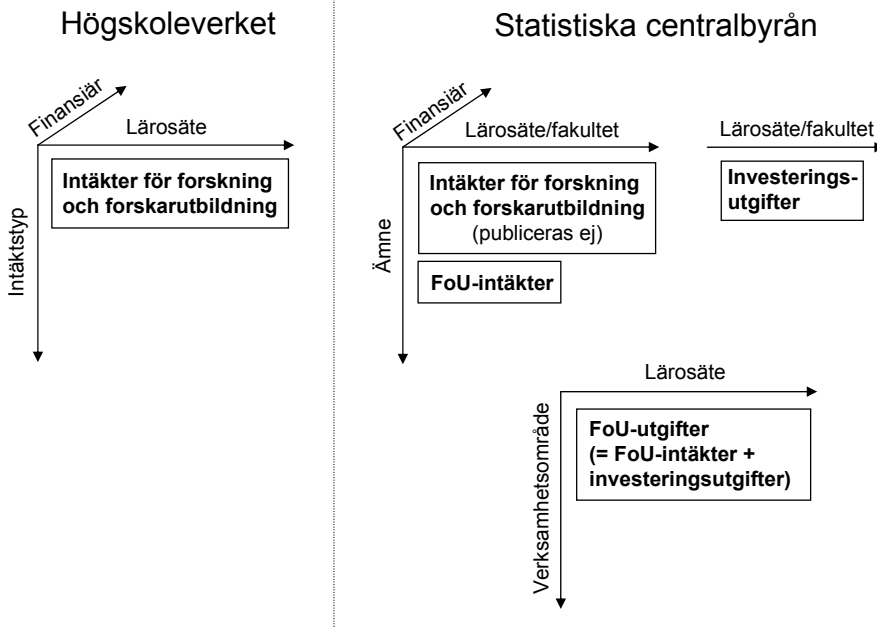 Högskoleverket
Finansiär
Lärosäte
Intäktstyp
Intäkter för forskning
och forskarutbildning
Statistiska centralbyrån
Finansiär
Lärosäte/fakultet
Ämne
Intäkter för forskning
och forskarutbildning
(publiceras ej)
FoU-intäkter
Lärosäte/fakultet
Investerings-
utgifter
Lärosäte
Verksamhetsområde
FoU-utgifter
(= FoU-intäkter +
investeringsutgifter)